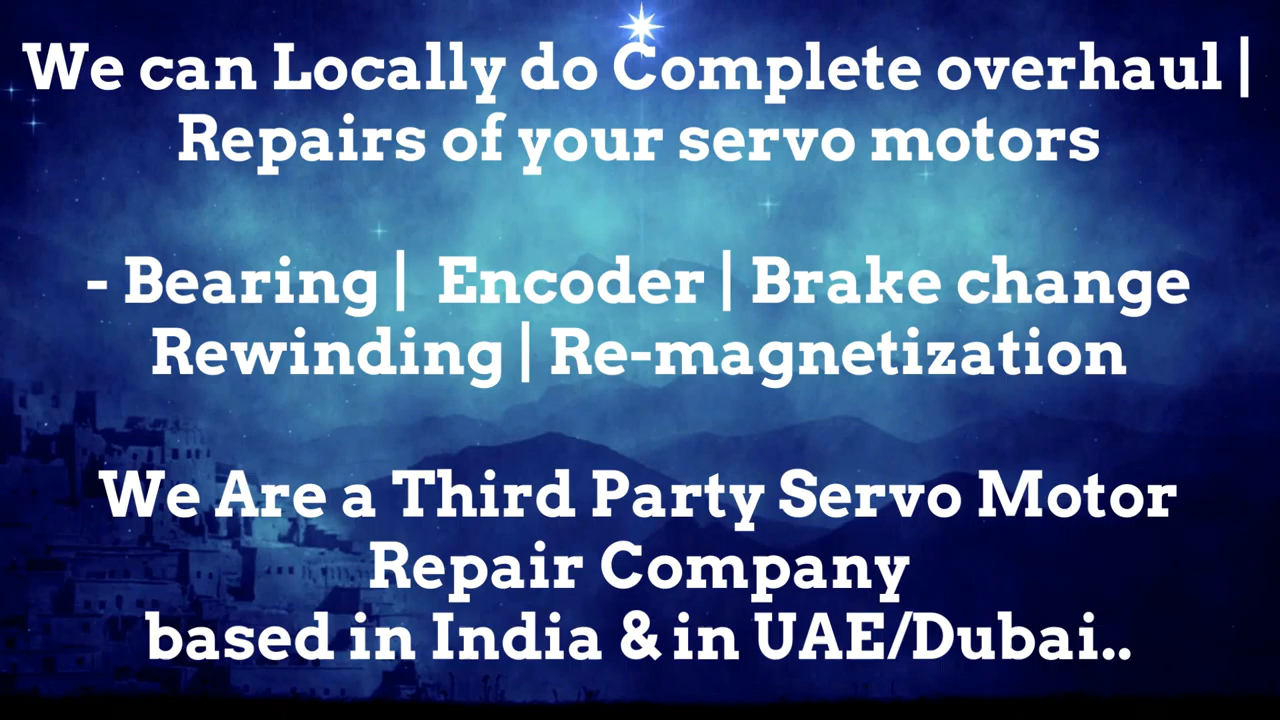 We can Locally do Complete overhaul |
Repairs of your servo motors
- Bearing | Encoder | Brake change
Rewinding | Re-magnetization
We Are a Third Party Servo Motor
Repair Company
based in India & in UAE/Dubai..